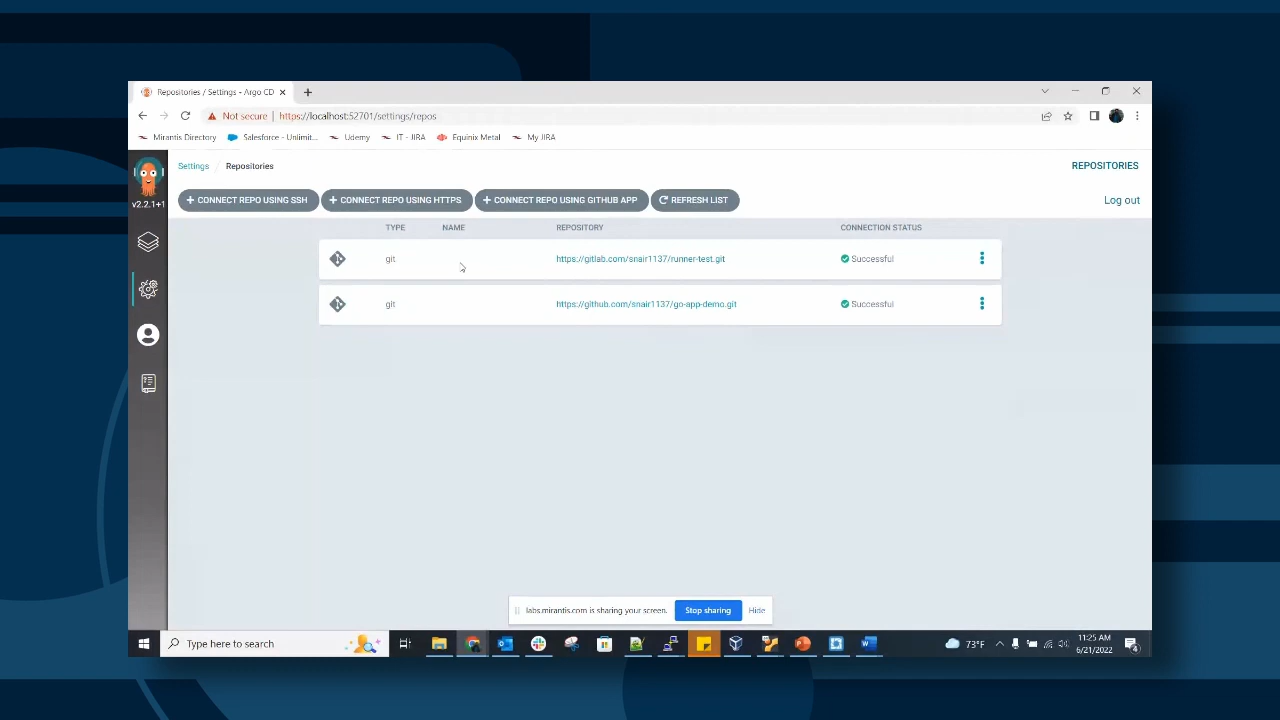 Repositories / Settings - Argo CD
Not secure https://localhost:52701/settings/repos
Mirantis Directory Salesforce - Unlimit... Udemy IT - JIRA Equinix Metal My JIRA
Settings / Repositories REPOSITORIES
v2.2.1+1
+ CONNECT REPO USING SSH + CONNECT REPO USING HTTPS + CONNECT REPO USING GITHUB APP REFRESH LIST Log out
TYPE NAME REPOSITORY CONNECTION STATUS
git https://gitlab.com/snair1137/runner-test.git Successful
git https://github.com/snair1137/go-app-demo.git Successful
labs.mirantis.com is sharing your screen. Stop sharing Hide
Type here to search 73°F 11:25 AM
6/21/2022 4